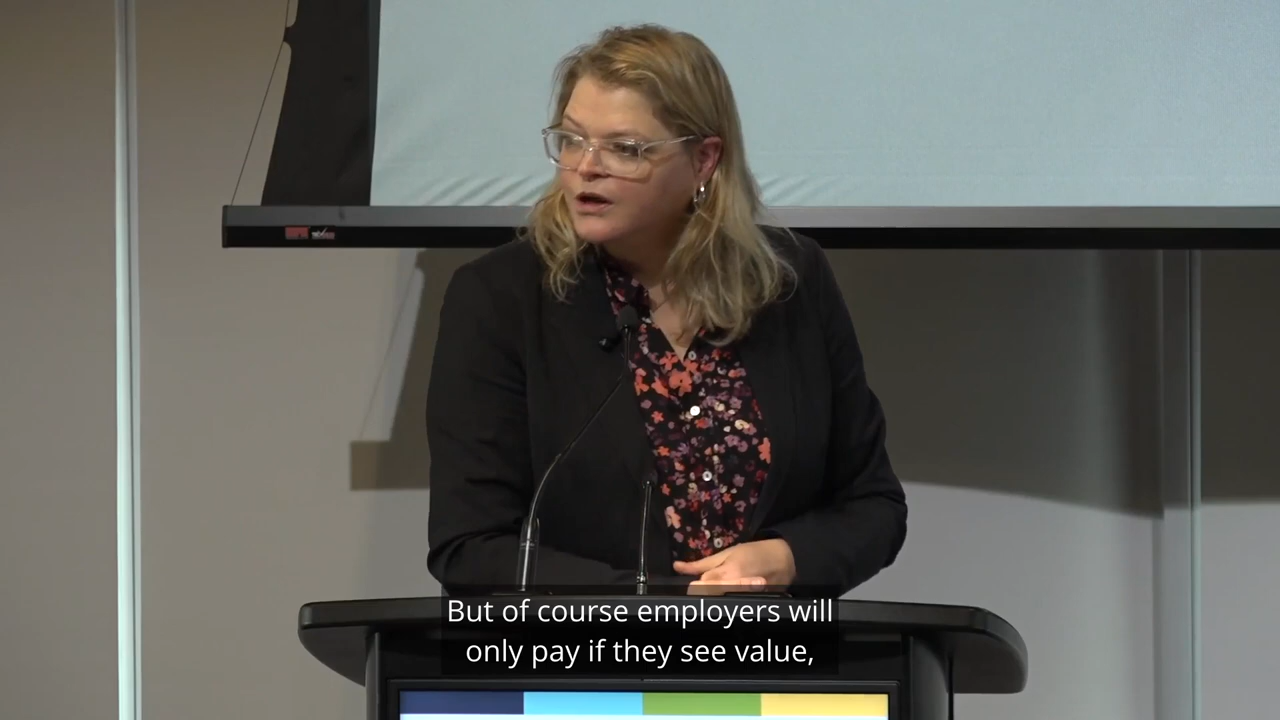 But of course employers will
only pay if they see value,